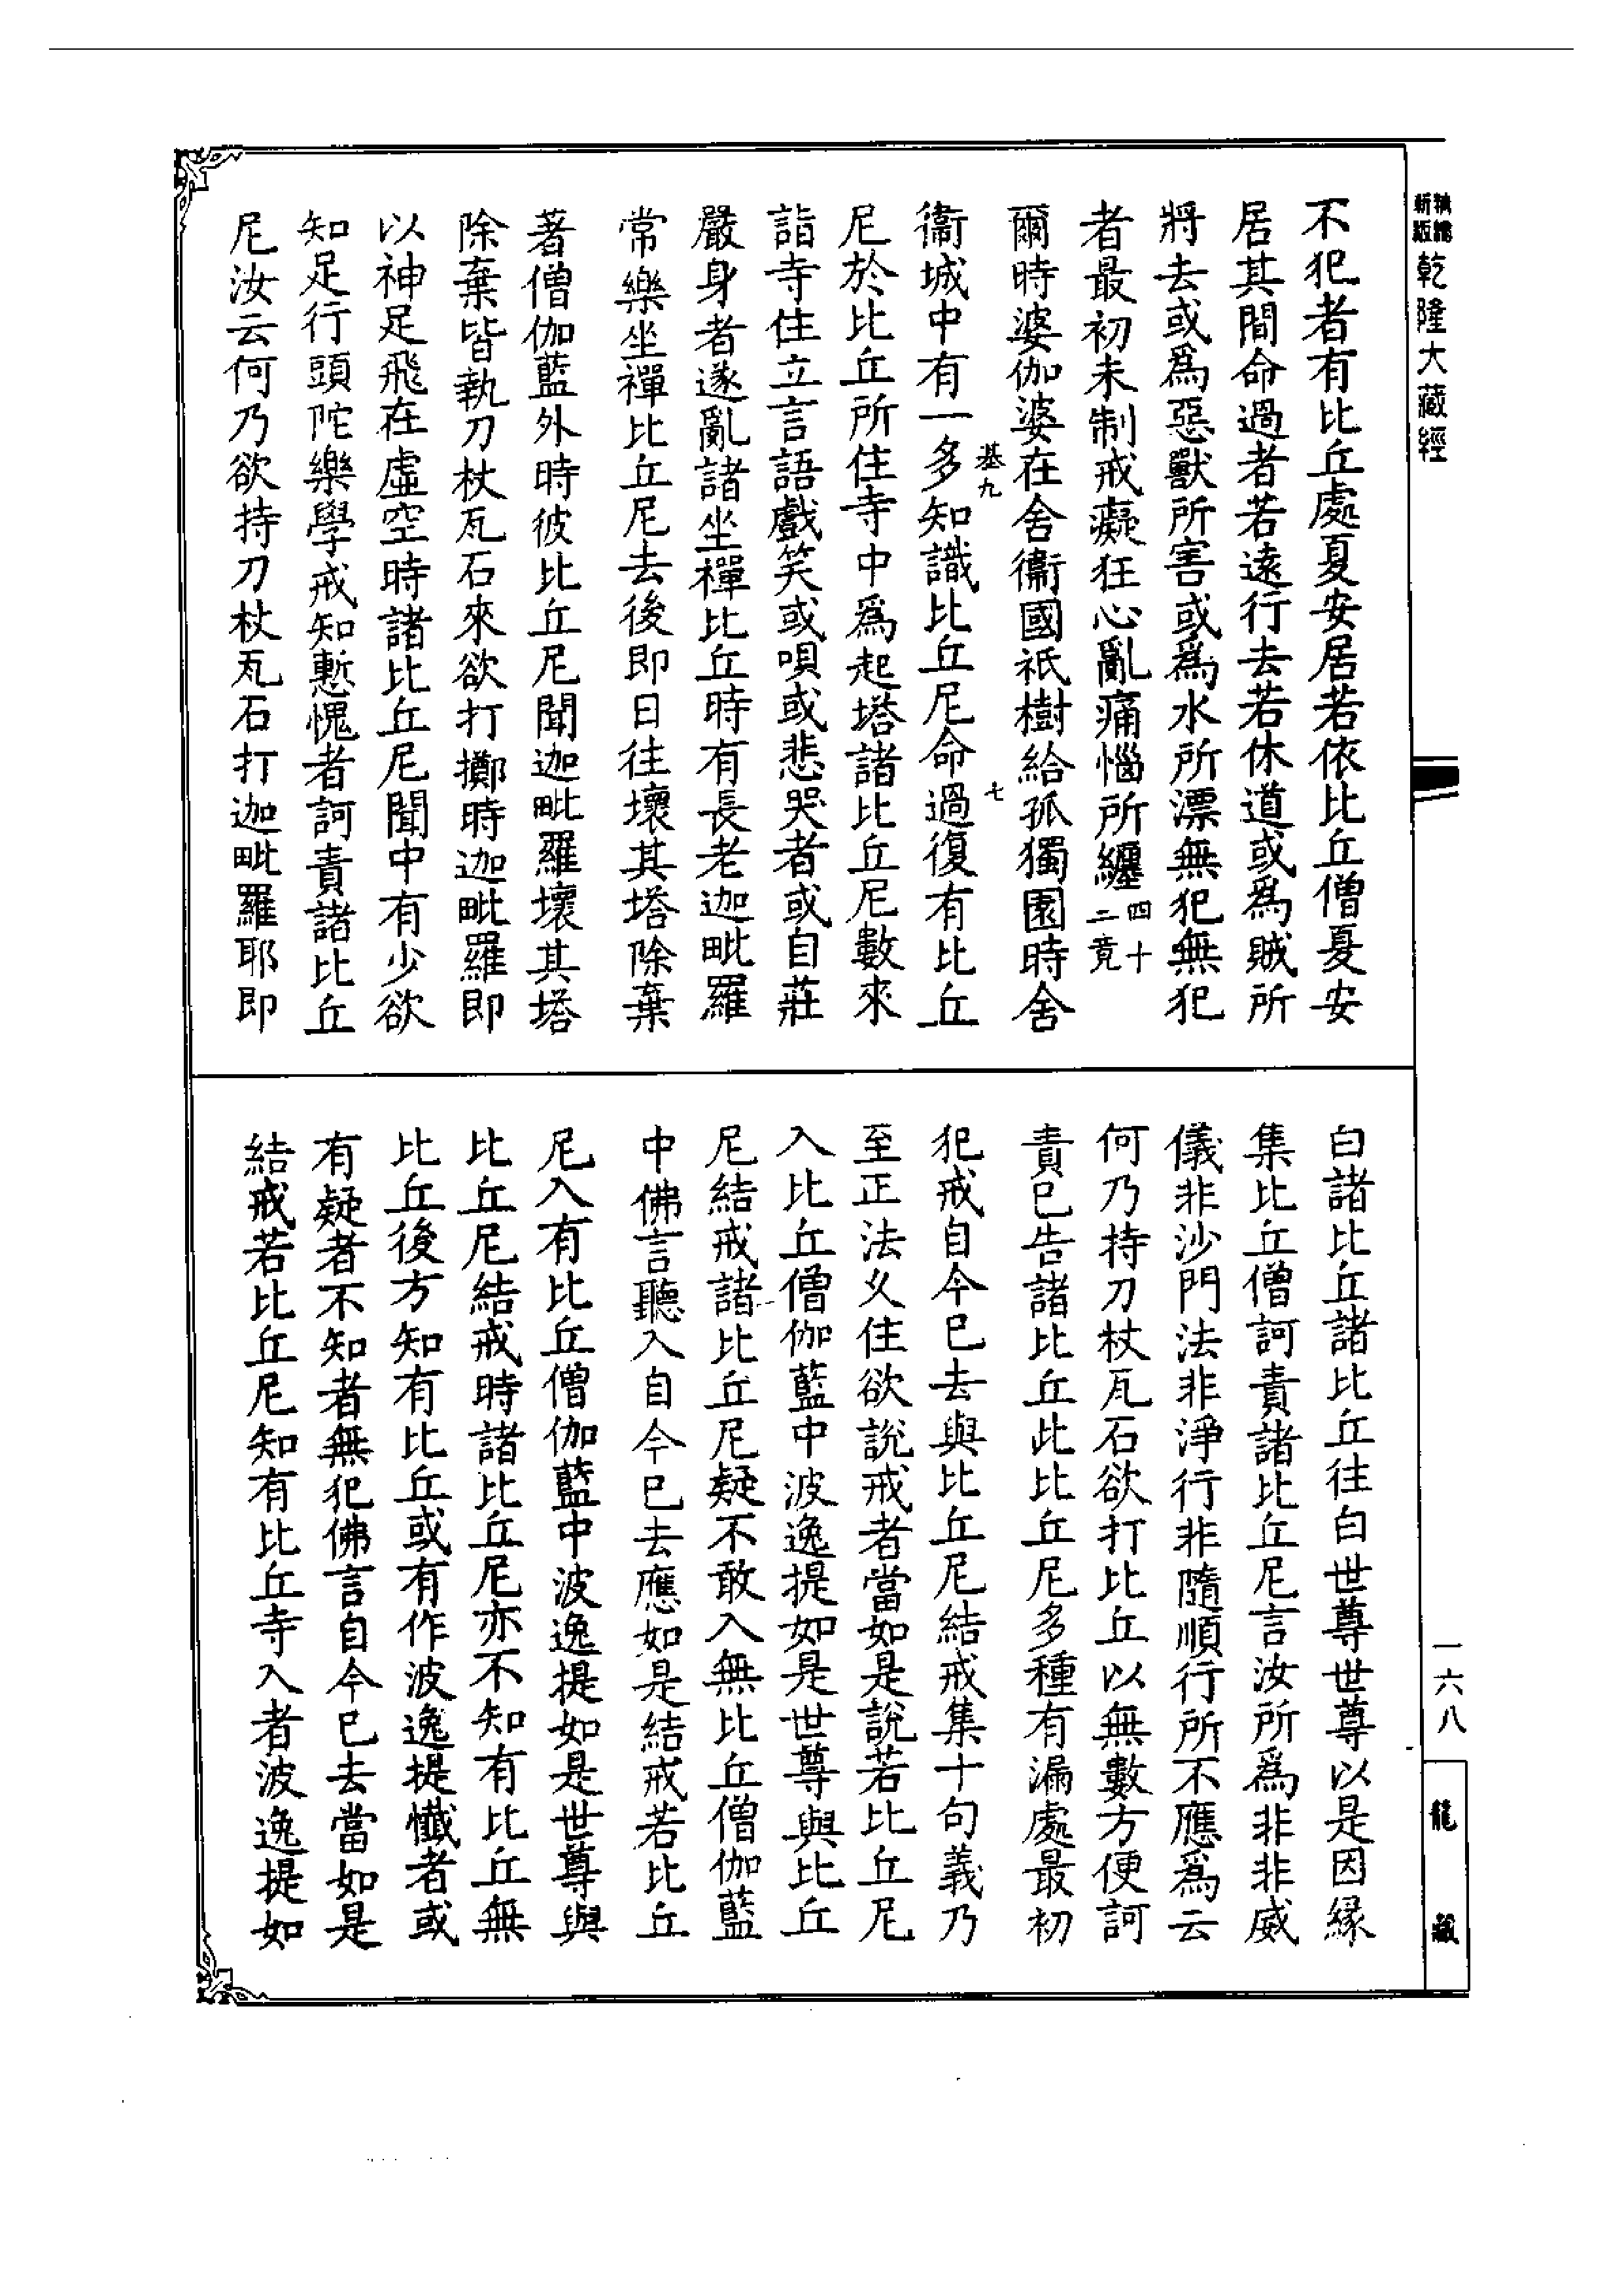 新精
版編
乾隆大藏經
不犯者有比丘處夏安居若依比丘僧夏安
居其間命過者若遠行去若休道或爲賊所
將去或爲惡獸所害或爲水所漂無犯無犯
者最初未制戒癡狂心亂痛惱所纏四十二竟
爾時婆伽婆在舍衞國祇樹給孤獨園時舍
基九
七
衞城中有一多知識比丘尼命過復有比丘
尼於比丘所住寺中爲起塔諸比丘尼數來
詣寺住立言語戲笑或唄或悲哭者或自莊
嚴身者遂亂諸坐禪比丘時有長老迦毗羅
常樂坐禪比丘尼去後即日往壞其塔除棄
著僧伽藍外時彼比丘尼聞迦毗羅壞其塔
除棄皆執刀杖瓦石來欲打擲時迦毗羅即
以神足飛在虛空時諸比丘尼聞中有少欲
知足行頭陀樂學戒知慙愧者訶責諸比丘
尼汝云何乃欲持刀杖瓦石打迦毗羅耶即
白諸比丘諸比丘往白世尊世尊以是因緣
集比丘僧訶責諸比丘尼言汝所爲非非威
儀非沙門法非淨行非隨順行所不應爲云
何乃持刀杖瓦石欲打比丘以無數方便訶
責已告諸比丘此比丘尼多種有漏處最初
犯戒自今已去與比丘尼結戒集十句義乃
至正法久住欲說戒者當如是說若比丘尼
入比丘僧伽藍中波逸提如是世尊與比丘
尼結戒諸比丘尼疑不敢入無比丘僧伽藍
中佛言聽入自今已去應如是結戒若比丘
尼入有比丘僧伽藍中波逸提如是世尊與
比丘尼結戒時諸比丘尼亦不知有比丘無
比丘後方知有比丘或有作波逸提懺者或
有疑者不知者無犯佛言自今已去當如是
結戒若比丘尼知有比丘寺入者波逸提如
一六八
龍藏